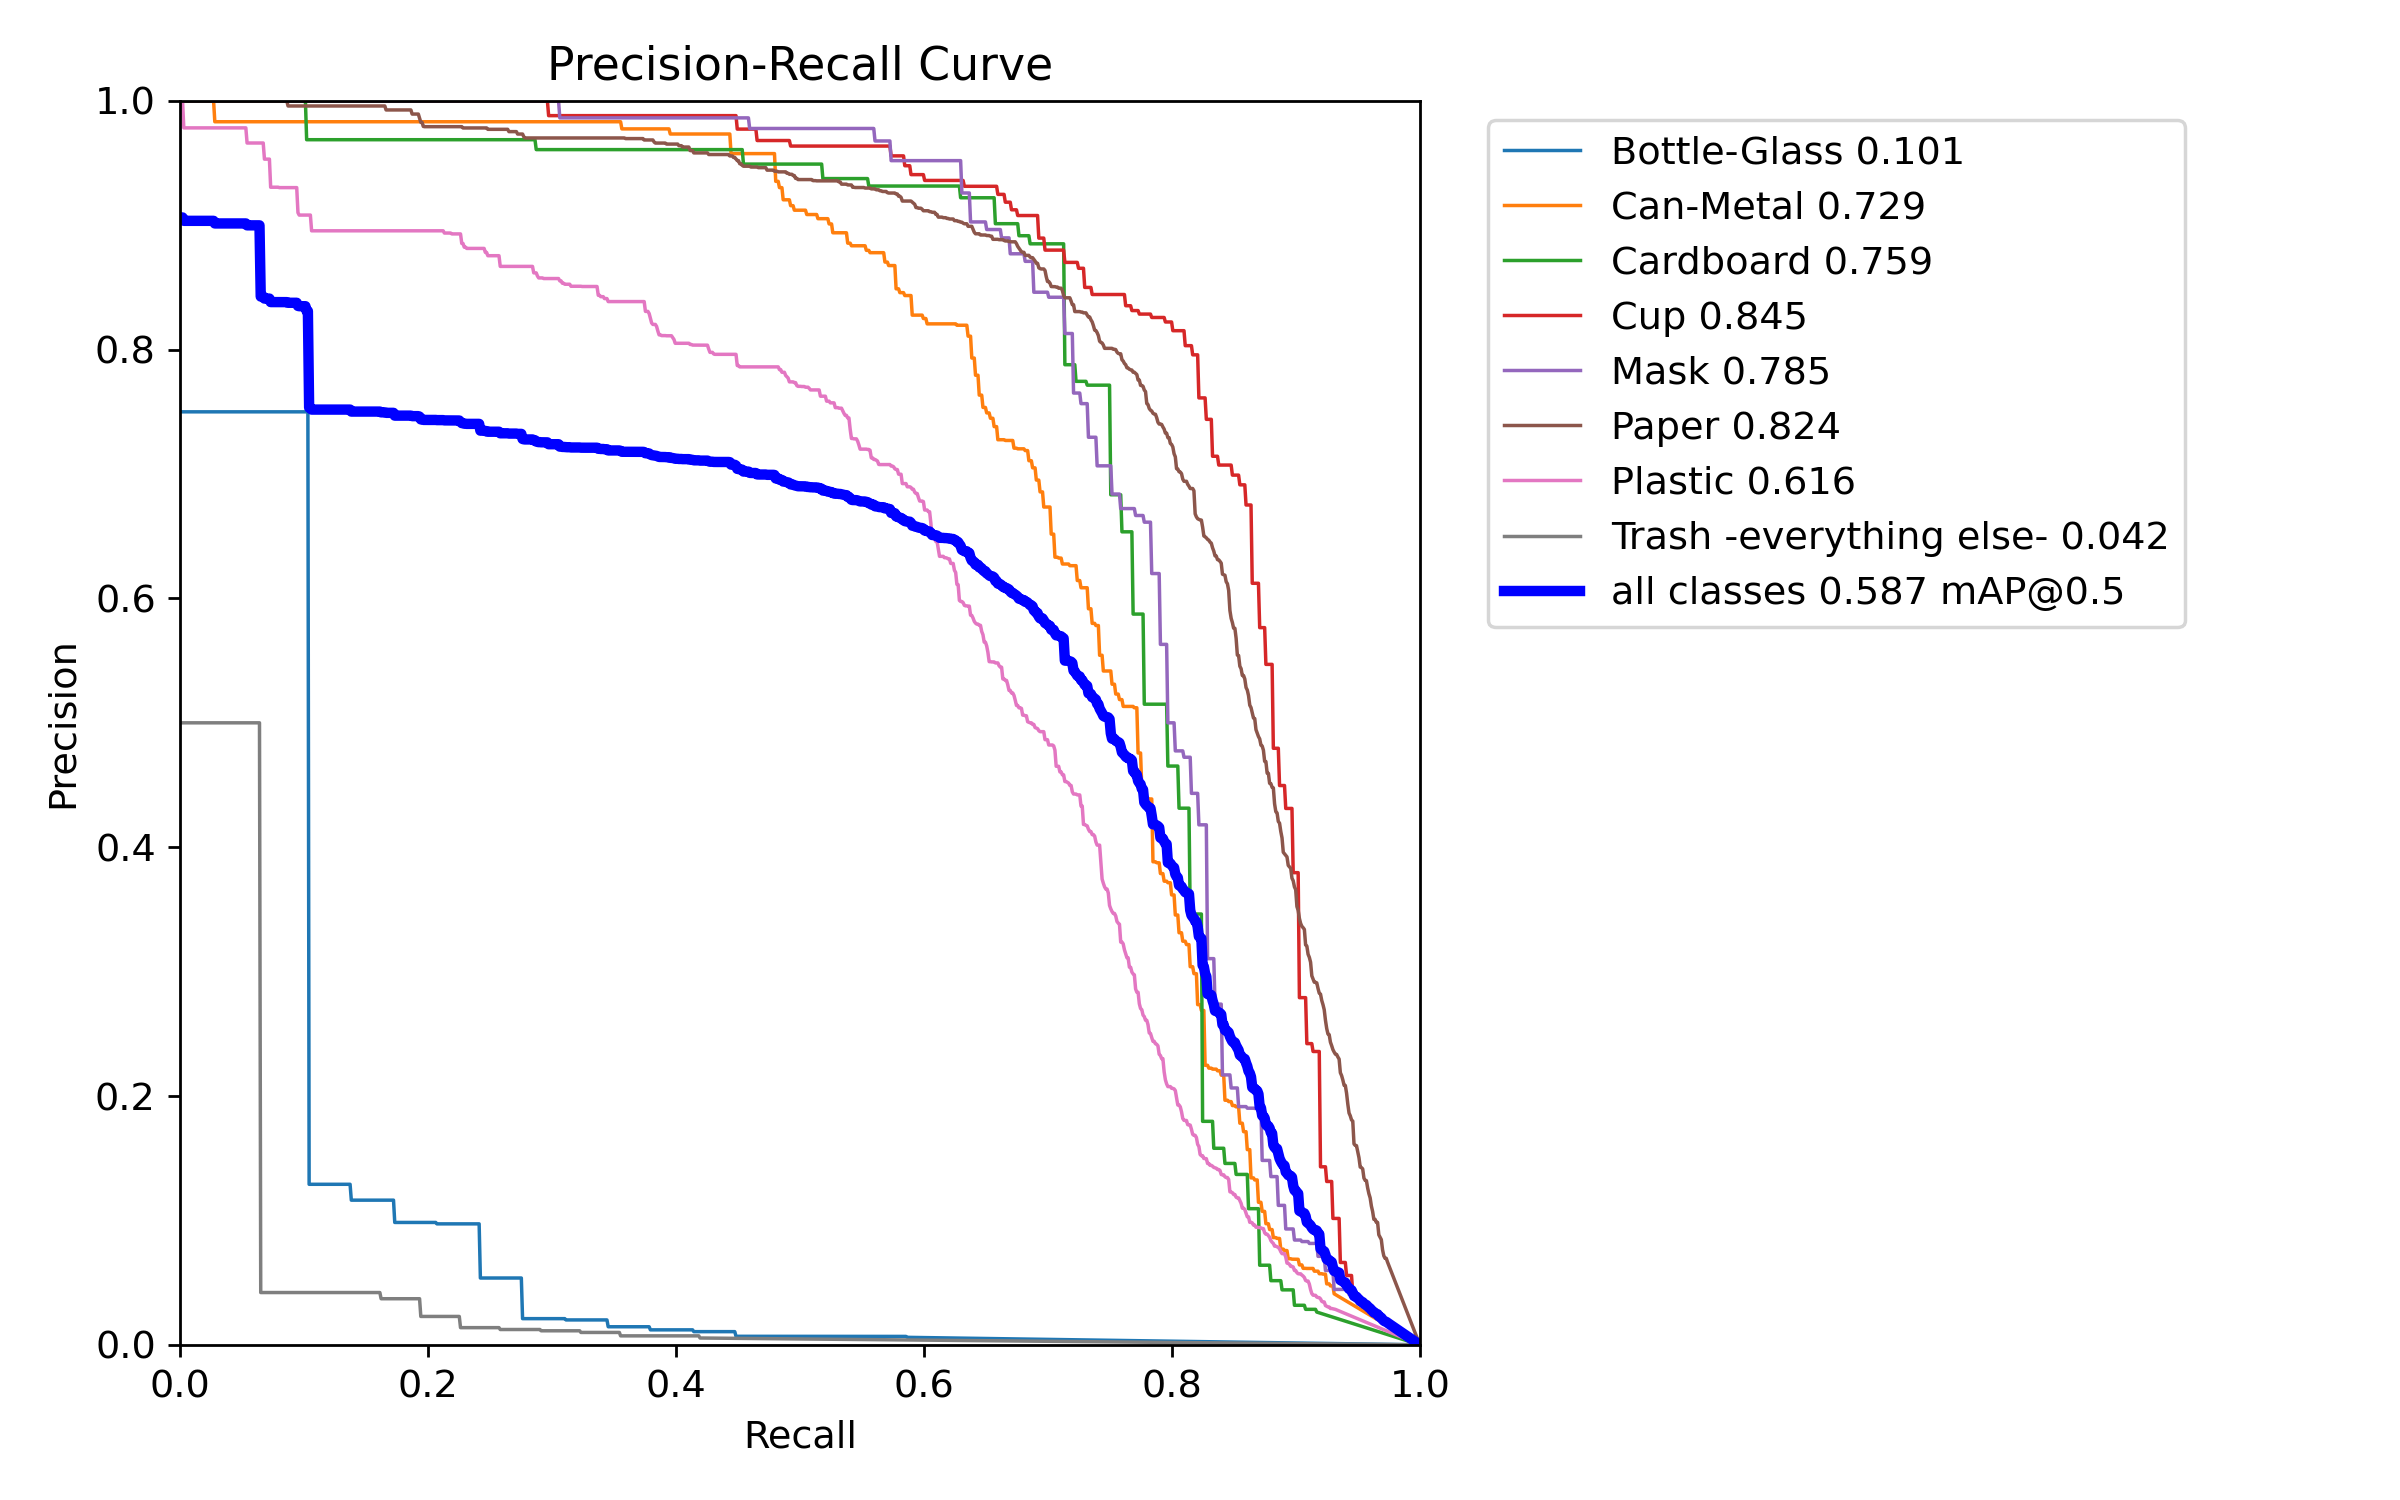 Precision-Recall Curve
1.0
0.8
0.6
0.4
0.2
0.0
Precision
0.0 0.2 0.4 0.6 0.8 1.0
Recall
Bottle-Glass 0.101
Can-Metal 0.729
Cardboard 0.759
Cup 0.845
Mask 0.785
Paper 0.824
Plastic 0.616
Trash -everything else- 0.042
all classes 0.587 mAP@0.5